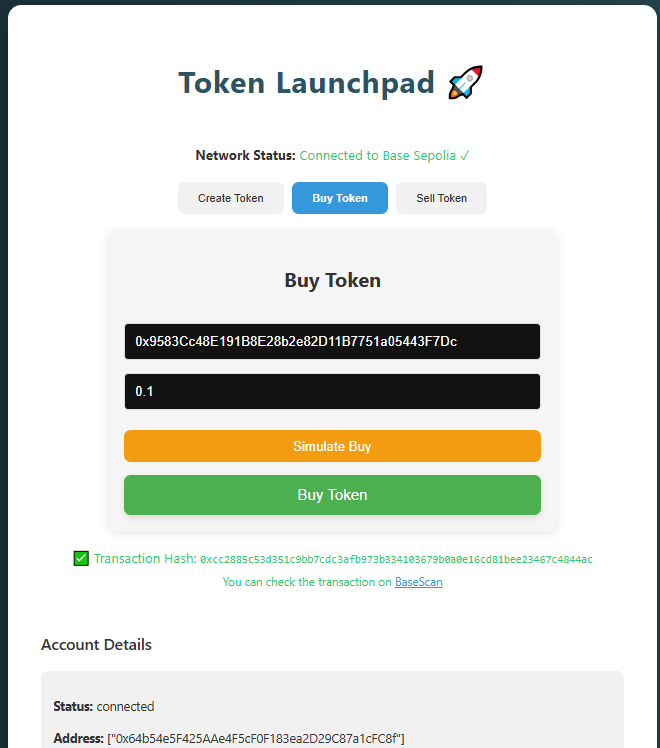 Token Launchpad 🚀
Network Status: Connected to Base Sepolia ✓
Create Token Buy Token Sell Token
Buy Token
0x9583Cc48E191B8E28b2e82D11B7751a05443F7Dc
0.1
Simulate Buy
Buy Token
✅ Transaction Hash: 0xcc2885c53d351c9bb7cdc3afb973b334103679b0a0e16cd81bee23467c4844ac
You can check the transaction on BaseScan
Account Details
Status: connected
Address: ["0x64b54e5F425AAe4F5cF0F183ea2D29C87a1cFC8f"]